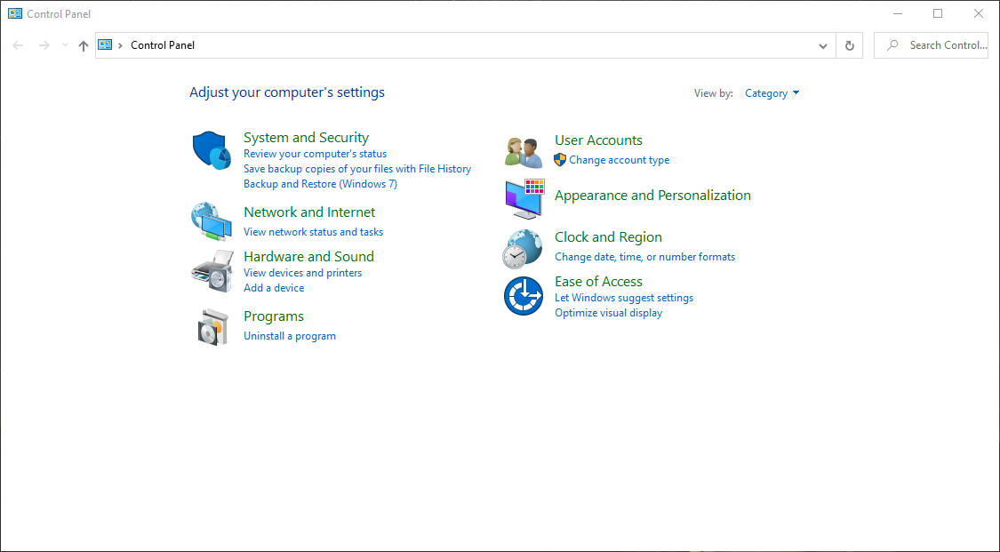 Control Panel
Control Panel
Search Control...
Adjust your computer's settings
View by: Category
System and Security
Review your computer's status
Save backup copies of your files with File History
Backup and Restore (Windows 7)
Network and Internet
View network status and tasks
Hardware and Sound
View devices and printers
Add a device
Programs
Uninstall a program
User Accounts
Change account type
Appearance and Personalization
Clock and Region
Change date, time, or number formats
Ease of Access
Let Windows suggest settings
Optimize visual display